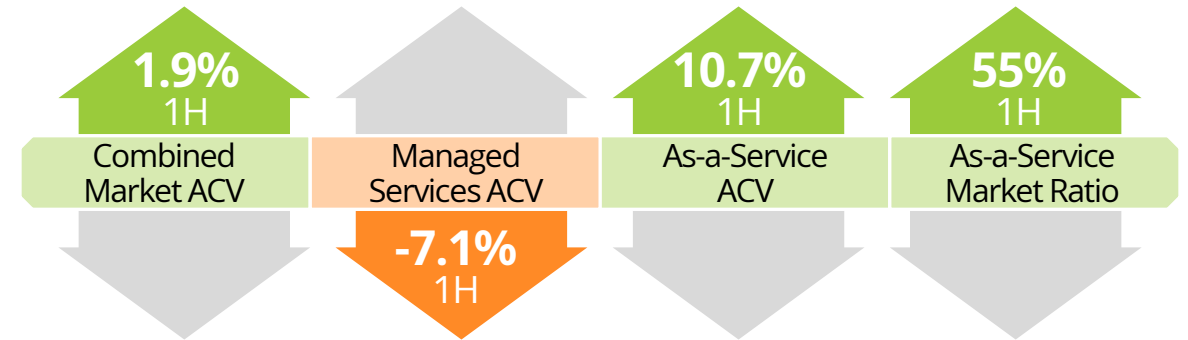 1.9%
1H
Combined
Market ACV
Managed
Services ACV
-7.1%
1H
10.7%
1H
As-a-Service
ACV
55%
1H
As-a-Service
Market Ratio